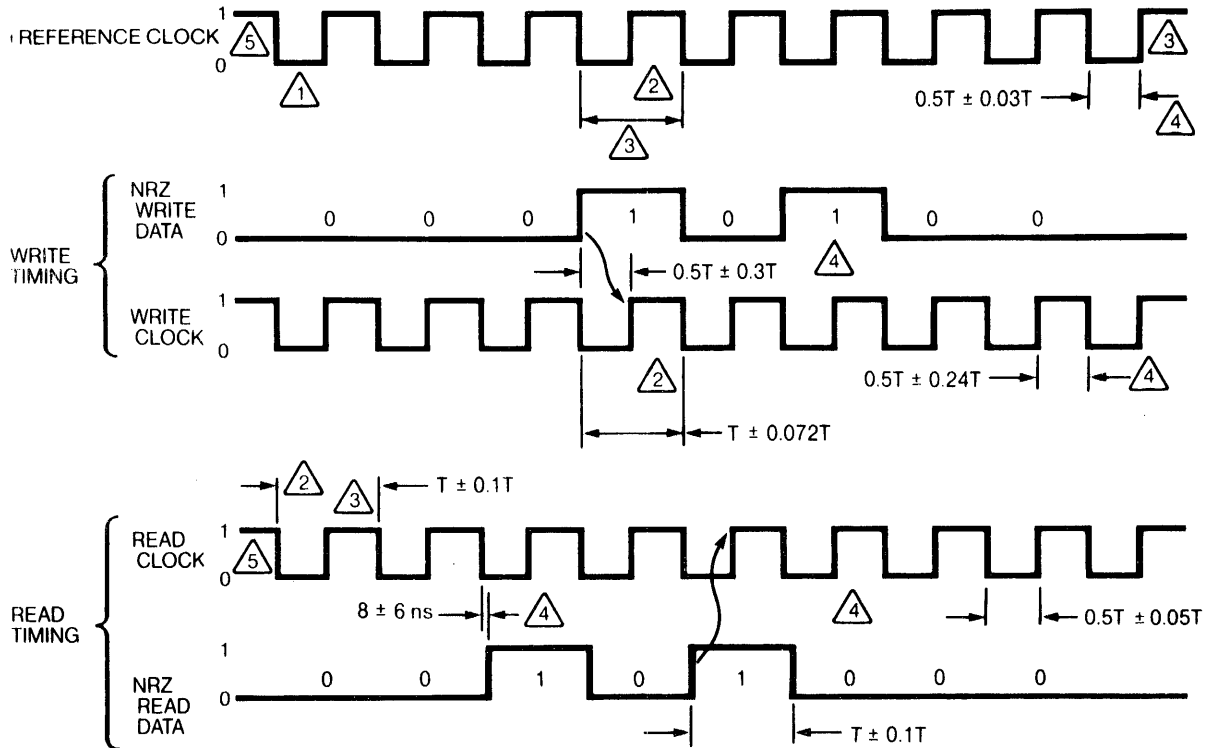 1
REFERENCE CLOCK
5
3
0
1
2
0.5T ± 0.03T
4
3
WRITE TIMING
NRZ WRITE DATA
1
0
0 0 0 1 0 1 0 0
4
0.5T ± 0.3T
WRITE CLOCK
1
0
2
0.5T ± 0.24T
4
T ± 0.072T
2
3
T ± 0.1T
READ TIMING
READ CLOCK
1
5
0
8 ± 6 ns
4
4
0.5T ± 0.05T
NRZ READ DATA
1
0
0 0 1 0 1 0 0 0
T ± 0.1T